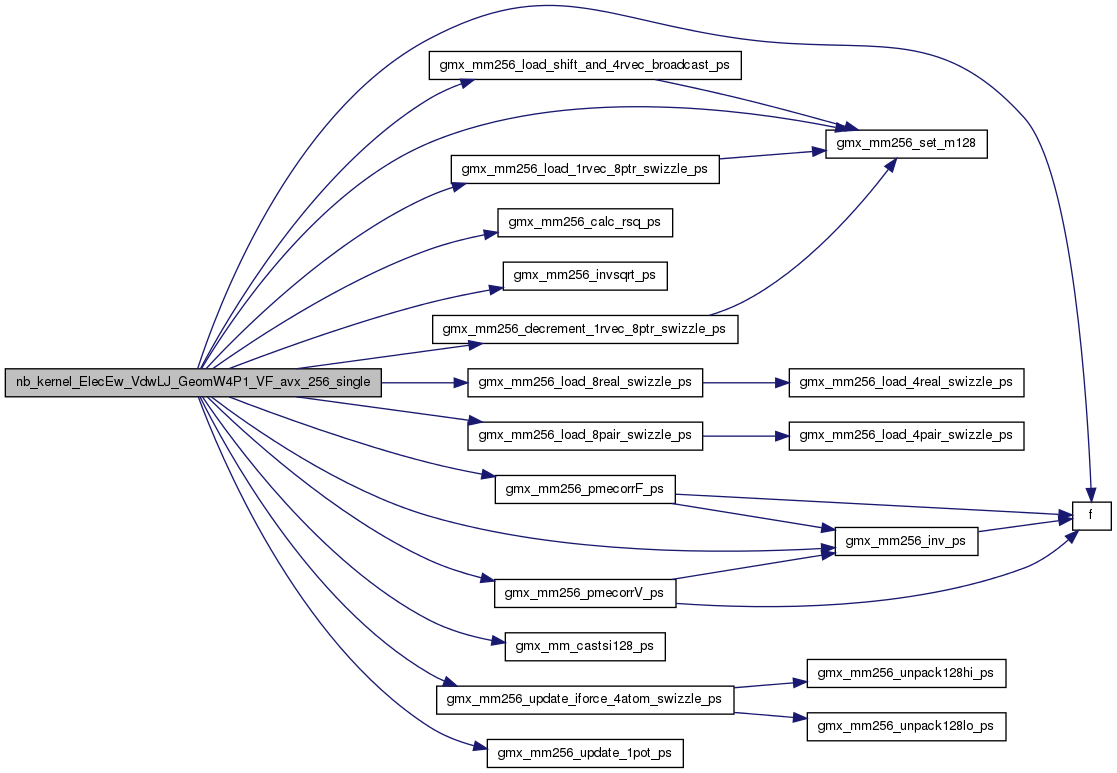 gmx_mm256_load_shift_and_4rvec_broadcast_ps
gmx_mm256_set_m128
gmx_mm256_load_1rvec_8ptr_swizzle_ps
gmx_mm256_calc_rsq_ps
gmx_mm256_invsqrt_ps
gmx_mm256_decrement_1rvec_8ptr_swizzle_ps
nb_kernel_ElecEw_VdwLJ_GeomW4P1_VF_avx_256_single
gmx_mm256_load_8real_swizzle_ps
gmx_mm256_load_4real_swizzle_ps
gmx_mm256_load_8pair_swizzle_ps
gmx_mm256_load_4pair_swizzle_ps
gmx_mm256_pmecorrF_ps
f
gmx_mm256_inv_ps
gmx_mm256_pmecorrV_ps
gmx_mm_castsi128_ps
gmx_mm256_unpack128hi_ps
gmx_mm256_update_iforce_4atom_swizzle_ps
gmx_mm256_unpack128lo_ps
gmx_mm256_update_1pot_ps